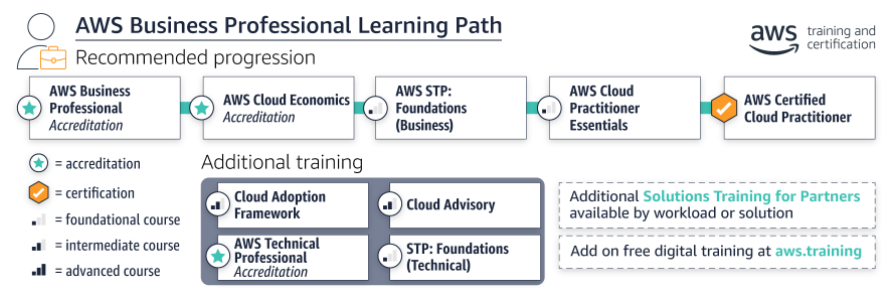 AWS Business Professional Learning Path
Recommended progression
aws training and
certification
AWS Business
Professional
Accreditation
AWS Cloud Economics
Accreditation
AWS STP:
Foundations
(Business)
AWS Cloud
Practitioner
Essentials
AWS Certified
Cloud Practitioner
= accreditation
= certification
= foundational course
= intermediate course
= advanced course
Additional training
Cloud Adoption
Framework
Cloud Advisory
AWS Technical
Professional
Accreditation
STP: Foundations
(Technical)
Additional Solutions Training for Partners
available by workload or solution
Add on free digital training at aws.training